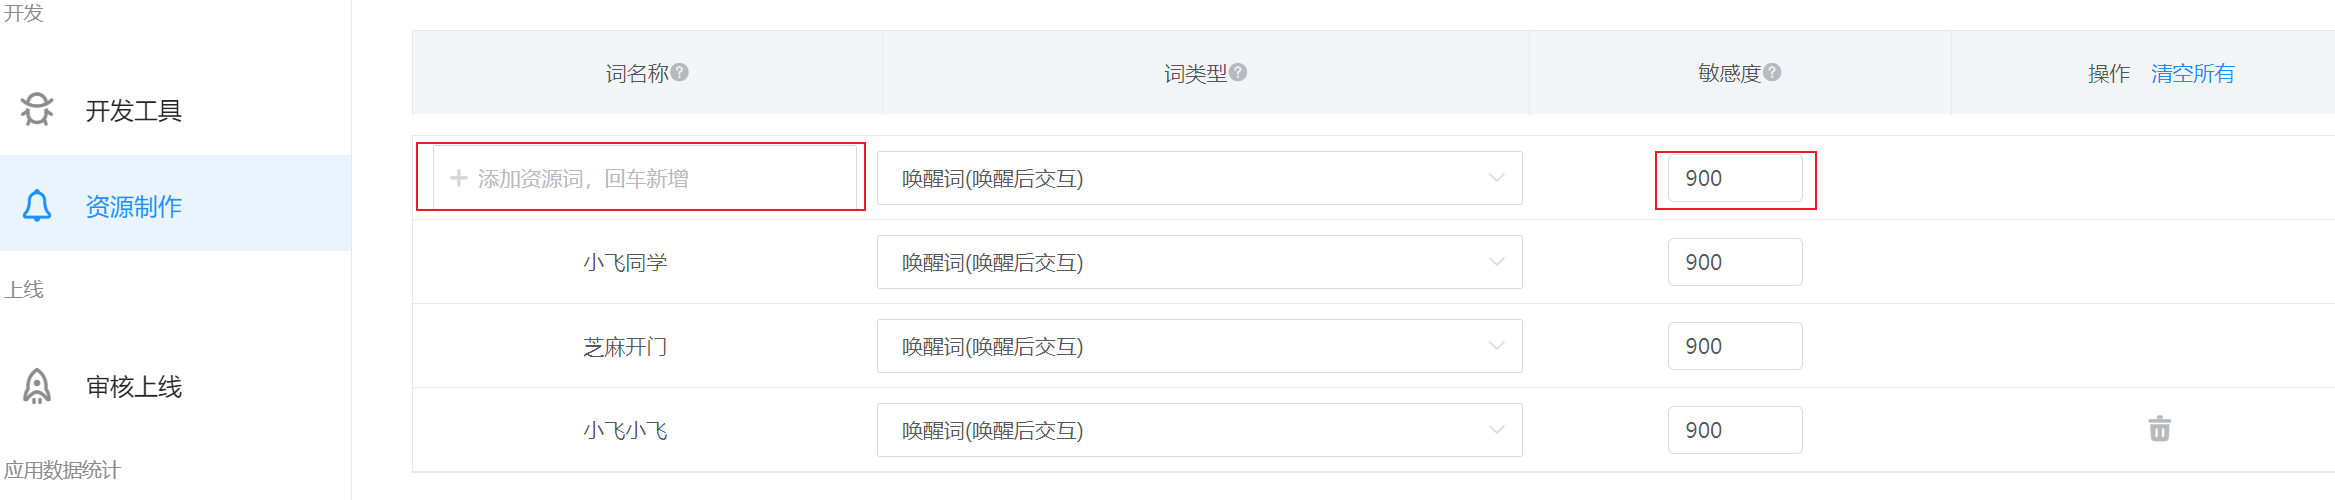 开发
开发工具
资源制作
上线
审核上线
应用数据统计
词名称 词类型 敏感度 操作 清空所有
添加资源词，回车新增 唤醒词(唤醒后交互) 900
小飞同学 唤醒词(唤醒后交互) 900
芝麻开门 唤醒词(唤醒后交互) 900
小飞小飞 唤醒词(唤醒后交互) 900